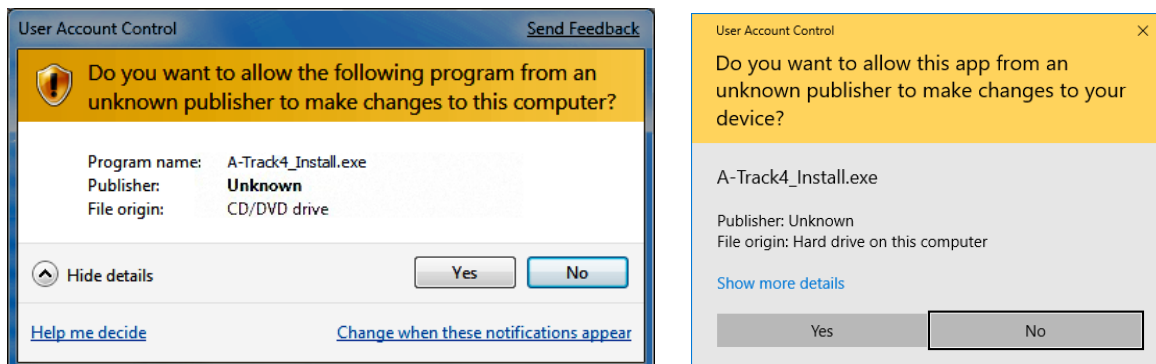 User Account Control
Send Feedback
Do you want to allow the following program from an
unknown publisher to make changes to this computer?
Program name: A-Track4_Install.exe
Publisher: Unknown
File origin: CD/DVD drive
Hide details
Yes
No
Help me decide
Change when these notifications appear
User Account Control
Do you want to allow this app from an
unknown publisher to make changes to your
device?
A-Track4_Install.exe
Publisher: Unknown
File origin: Hard drive on this computer
Show more details
Yes
No